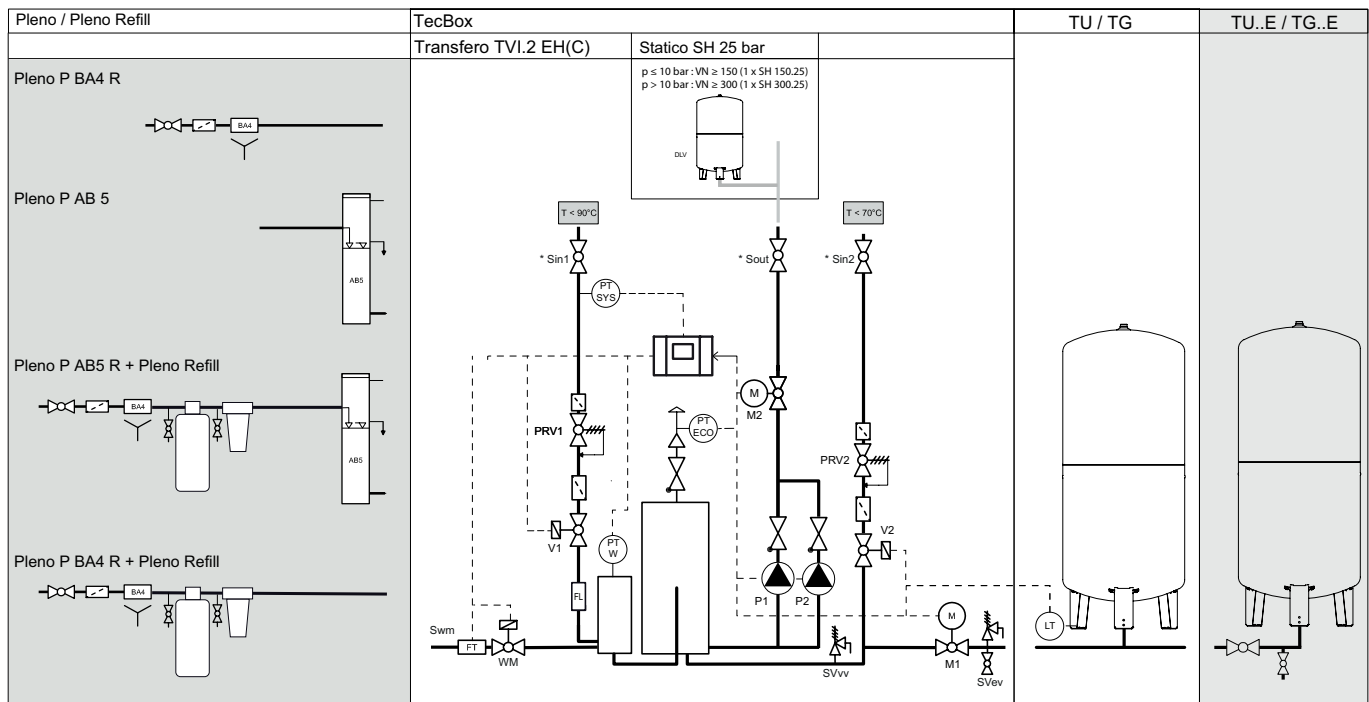 Pleno / Pleno Refill
TecBox
TU / TG
TU..E / TG..E
Transfero TVI.2 EH(C)
Statico SH 25 bar
p ≤ 10 bar : VN ≥ 150 (1 x SH 150.25)
p > 10 bar : VN ≥ 300 (1 x SH 300.25)
DLV
Pleno P BA4 R
BA4
Pleno P AB 5
AB5
Pleno P AB5 R + Pleno Refill
BA4
AB5
Pleno P BA4 R + Pleno Refill
BA4
T < 90°C
T < 70°C
* Sin1
* Sout
* Sin2
PT
SYS
M
M2
PT
ECO
PRV1
PRV2
V1
V2
PT
W
FL
P1
P2
Swm
FT
WM
SVvv
M
M1
SVev
LT